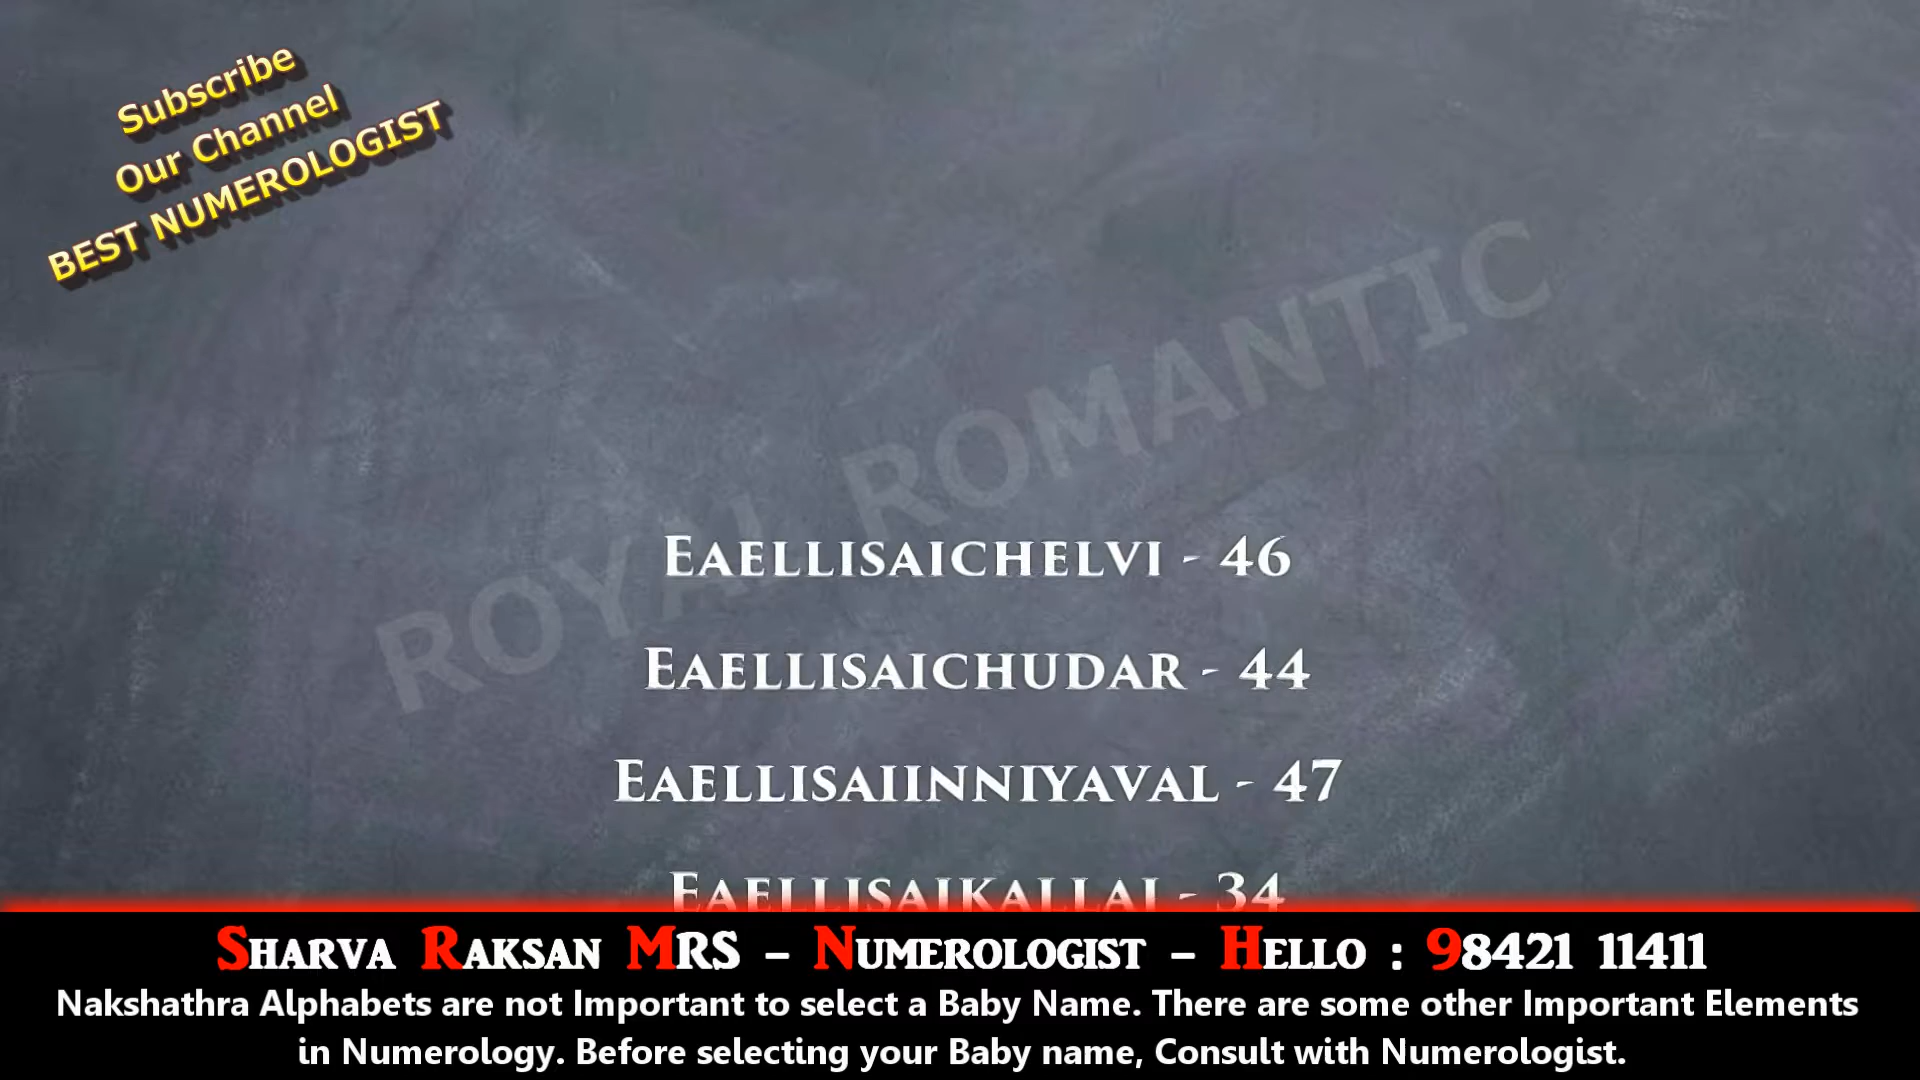 Subscribe
Our Channel
BEST NUMEROLOGIST
ROYAL ROMANTIC
EAELLISAICHELVI - 46
EAELLISAICHUDAR - 44
EAELLISAIINNIYAVAL - 47
EAELLISAIKALLAI - 34
SHARVA RAKSAN MRS – NUMEROLOGIST – HELLO : 98421 11411
Nakshathra Alphabets are not Important to select a Baby Name. There are some other Important Elements
in Numerology. Before selecting your Baby name, Consult with Numerologist.